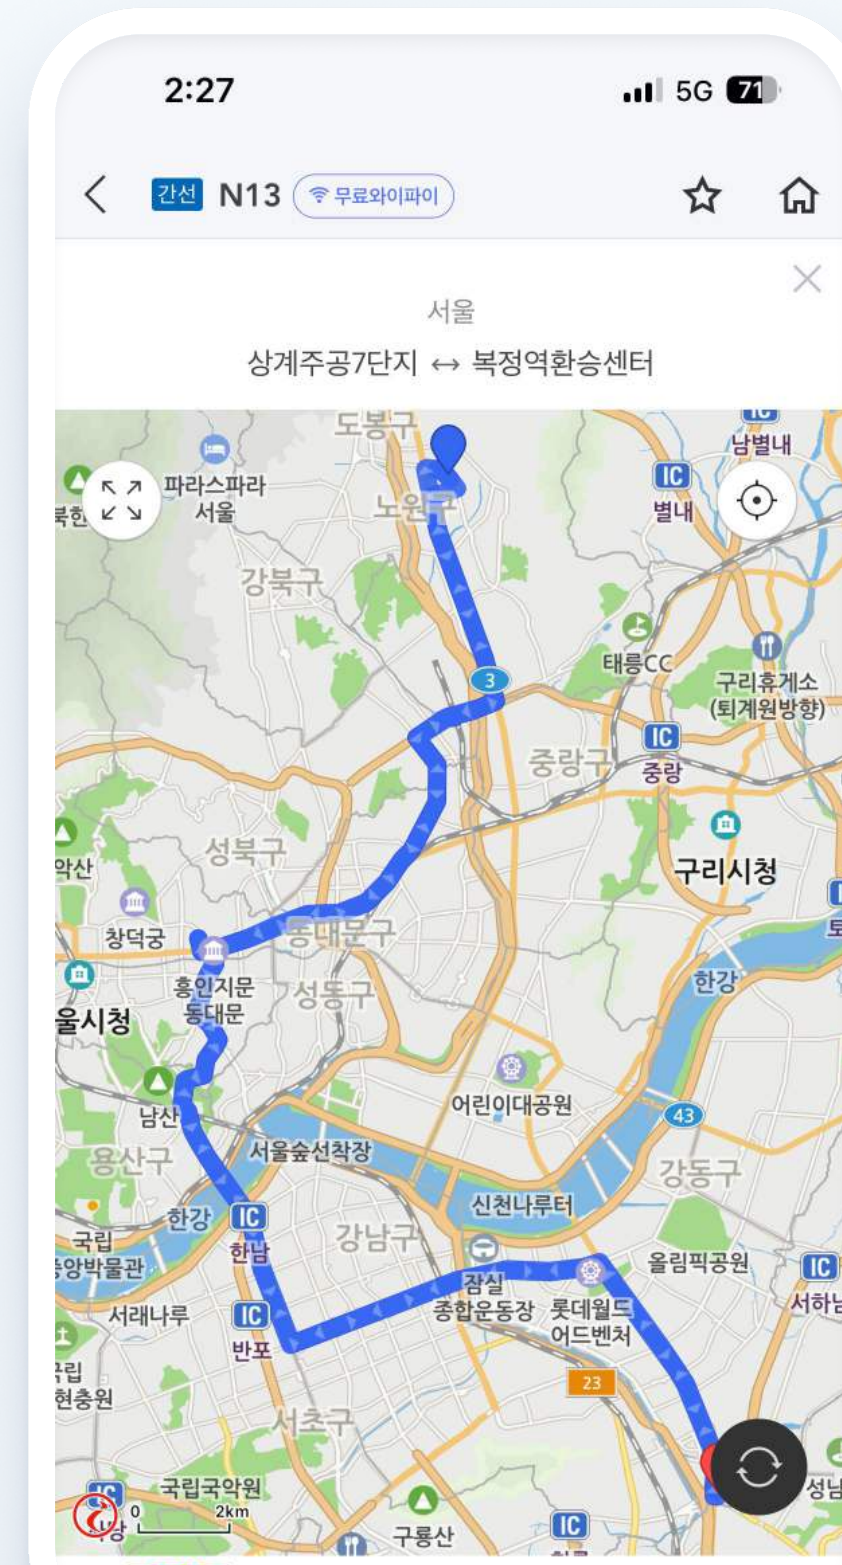 2:27
5G 71
간선 N13 무료와이파이
서울
상계주공7단지 ↔ 복정역환승센터
도봉구
IC
남별내
파라스파라
서울
IC
별내
노원구
강북구
태릉CC
3
구리휴게소
(퇴계원방향)
IC
중랑구
중랑
성북구
구리시청
악산
창덕궁
동대문구
한강
흥인지문
동대문
성동구
울시청
어린이대공원
43
남산
서울숲선착장
용산구
강동구
신천나루터
한강
IC
강남구
국립
중앙박물관
한남
올림픽공원
IC
잠실
종합운동장
롯데월드
어드벤처
서하남
서래나루
IC
반포
국립
현충원
23
서초구
국립국악원
IC
성남
0
2km
구룡산
IC